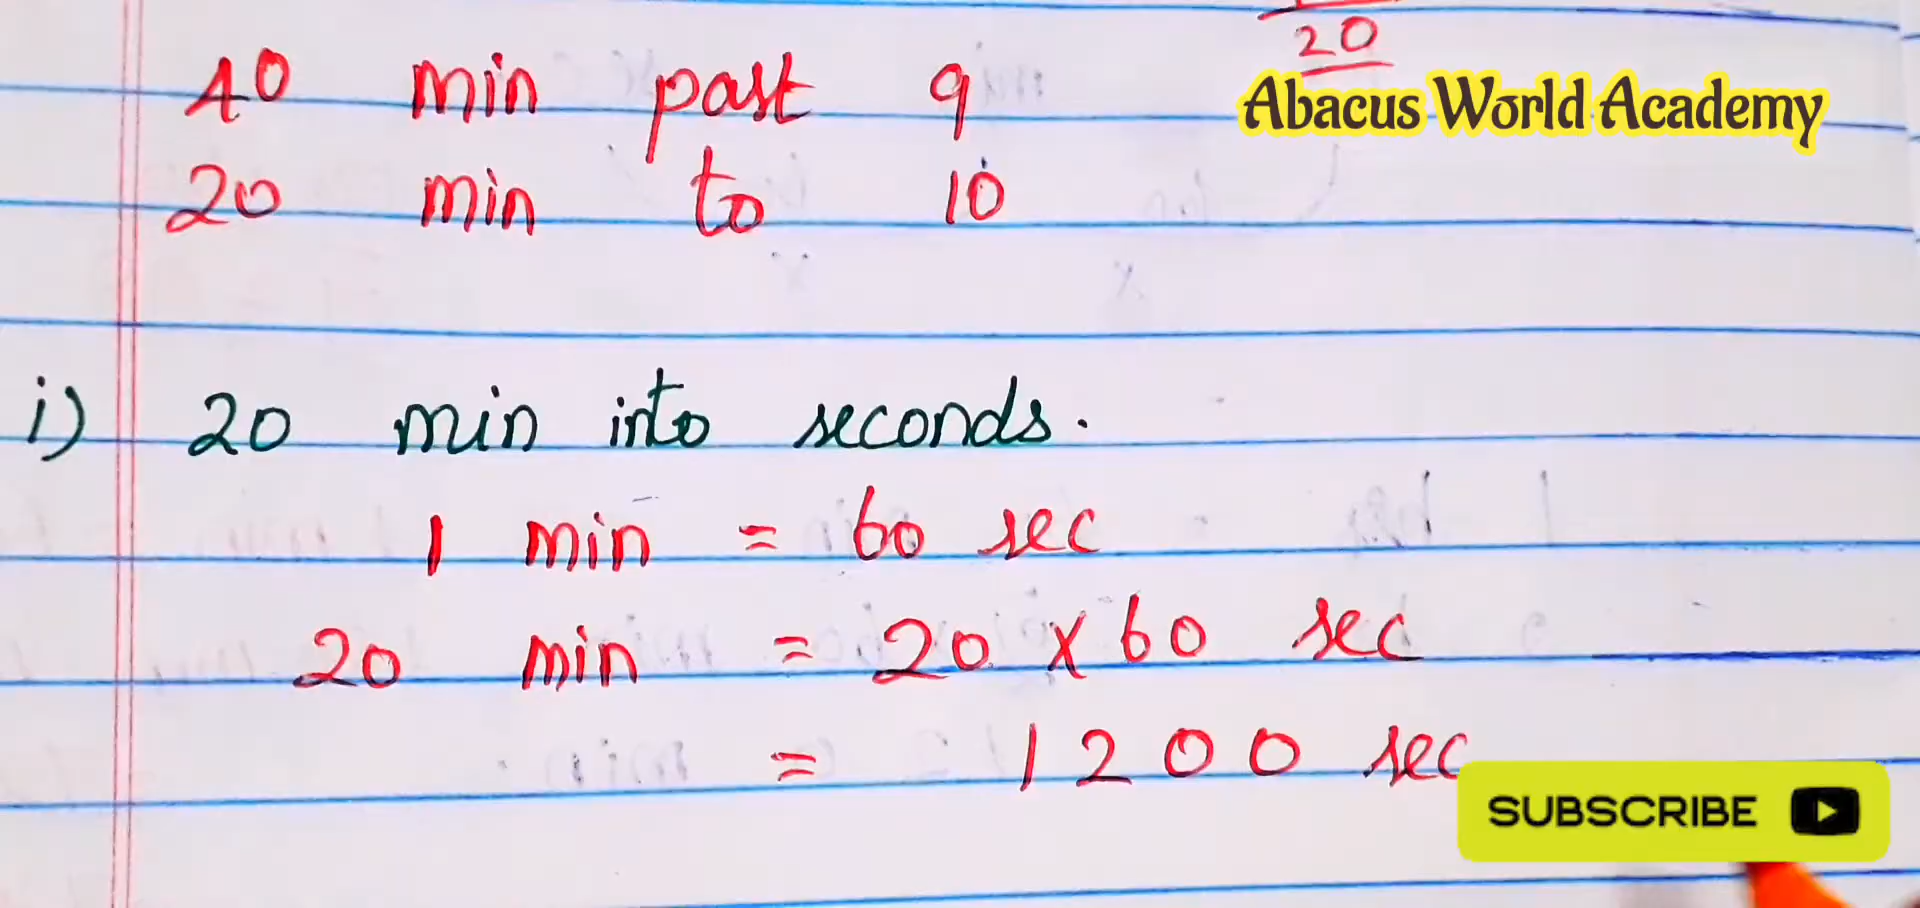 20
Abacus World Academy
40 min past 9
20 min to 10
i) 20 min into seconds.
1 min = 60 sec
20 min = 20 x 60 sec
= 1200 sec
SUBSCRIBE